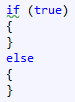 if (true)
{
}
else
{
}